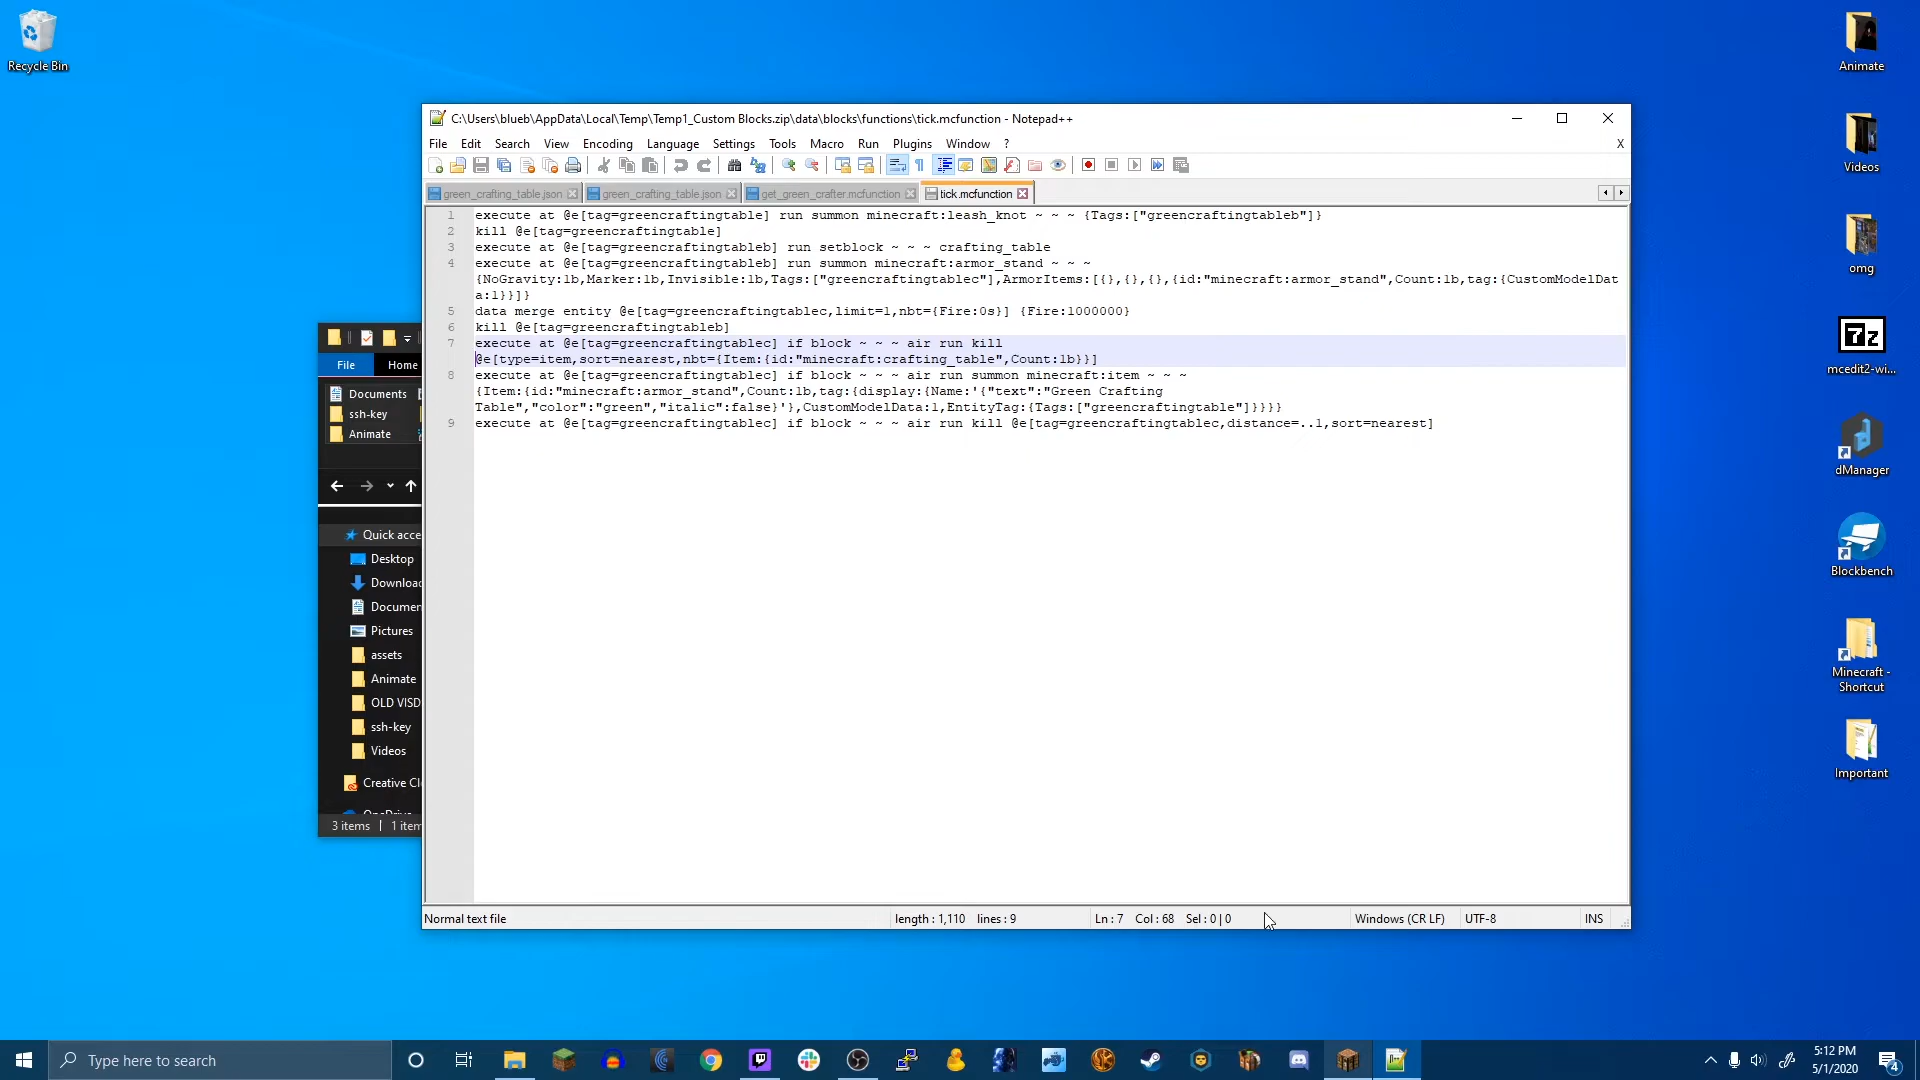 Recycle Bin
Animate
Videos
omg
mcedit2-wi...
dManager
Blockbench
Minecraft -
Shortcut
Important
C:\Users\blueb\AppData\Local\Temp\Temp1_Custom Blocks.zip\data\blocks\functions\tick.mcfunction - Notepad++
File Edit Search View Encoding Language Settings Tools Macro Run Plugins Window ? X
green_crafting_table.json green_crafting_table.json get_green_crafter.mcfunction tick.mcfunction
1 execute at @e[tag=greencraftingtable] run summon minecraft:leash_knot ~ ~ ~ {Tags:["greencraftingtableb"]}
2 kill @e[tag=greencraftingtable]
3 execute at @e[tag=greencraftingtableb] run setblock ~ ~ ~ crafting_table
4 execute at @e[tag=greencraftingtableb] run summon minecraft:armor_stand ~ ~ ~
{NoGravity:1b,Marker:1b,Invisible:1b,Tags:["greencraftingtablec"],ArmorItems:[{},{},{},{id:"minecraft:armor_stand",Count:1b,tag:{CustomModelDat
a:1}}]}
5 data merge entity @e[tag=greencraftingtablec,limit=1,nbt={Fire:0s}] {Fire:1000000}
6 kill @e[tag=greencraftingtableb]
7 execute at @e[tag=greencraftingtablec] if block ~ ~ ~ air run kill
@e[type=item,sort=nearest,nbt={Item:{id:"minecraft:crafting_table",Count:1b}}]
8 execute at @e[tag=greencraftingtablec] if block ~ ~ ~ air run summon minecraft:item ~ ~ ~
{Item:{id:"minecraft:armor_stand",Count:1b,tag:{display:{Name:'{"text":"Green Crafting
Table","color":"green","italic":false}'},CustomModelData:1,EntityTag:{Tags:["greencraftingtable"]}}}}
9 execute at @e[tag=greencraftingtablec] if block ~ ~ ~ air run kill @e[tag=greencraftingtablec,distance=..1,sort=nearest]
File Home
Documents
ssh-key
Animate
Quick acce
Desktop
Downloac
Documen
Pictures
assets
Animate
OLD VISD
ssh-key
Videos
Creative Cl
OneDrive
3 items 1 item
Normal text file length : 1,110 lines : 9 Ln : 7 Col : 68 Sel : 0 | 0 Windows (CR LF) UTF-8 INS
Type here to search
5:12 PM
5/1/2020
4